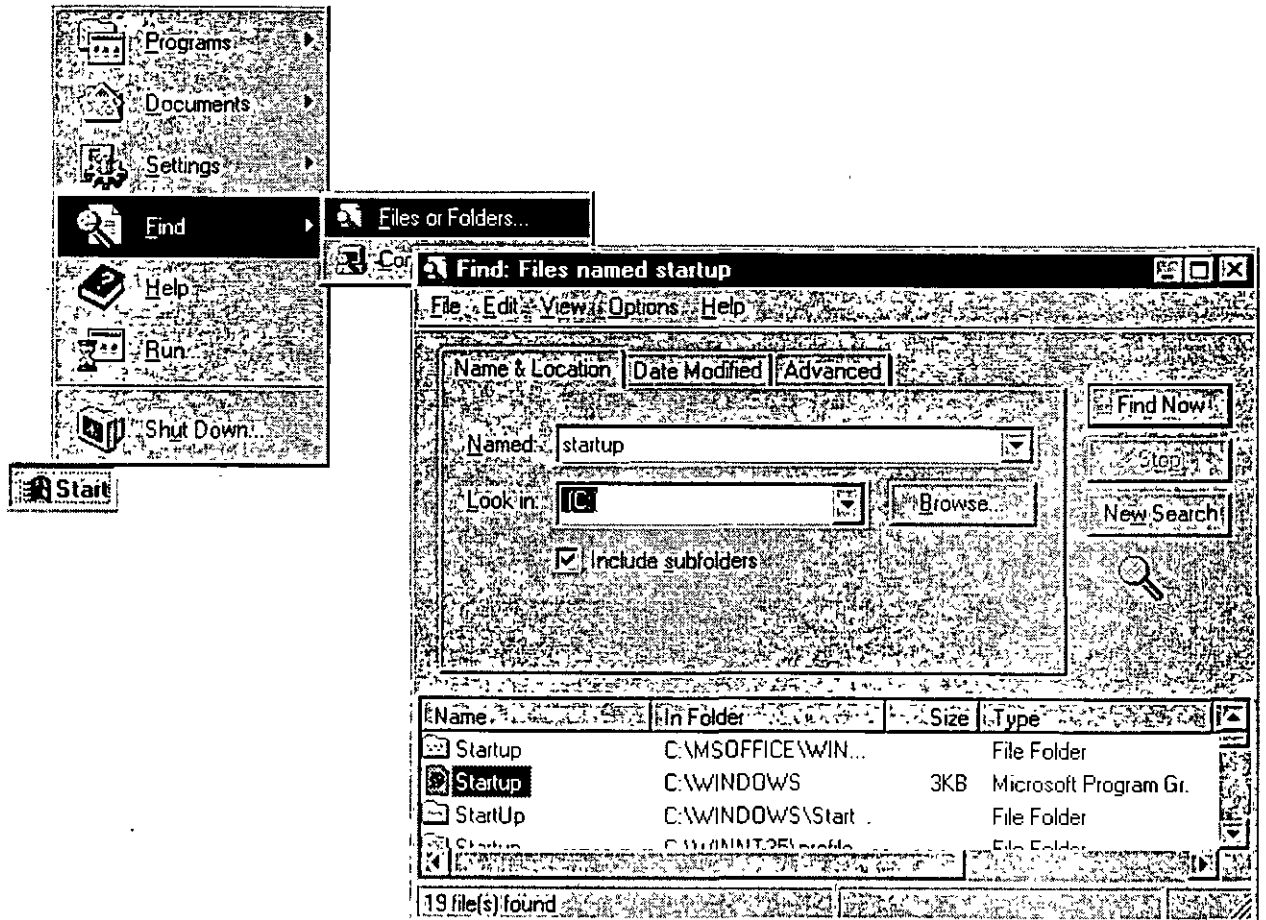 Programs
Documents
Settings
Find
Files or Folders...
Help
Run...
Shut Down...
Start
Find: Files named startup
File Edit View Options Help
Name & Location Date Modified Advanced
Find Now
Named: startup
Stop
Look in: (C:) Browse...
New Search
Include subfolders
Name In Folder Size Type
Startup C:\MSOFFICE\WIN... File Folder
Startup C:\WINDOWS 3KB Microsoft Program Gr.
StartUp C:\WINDOWS\Start . File Folder
Startup File Folder
19 file(s) found